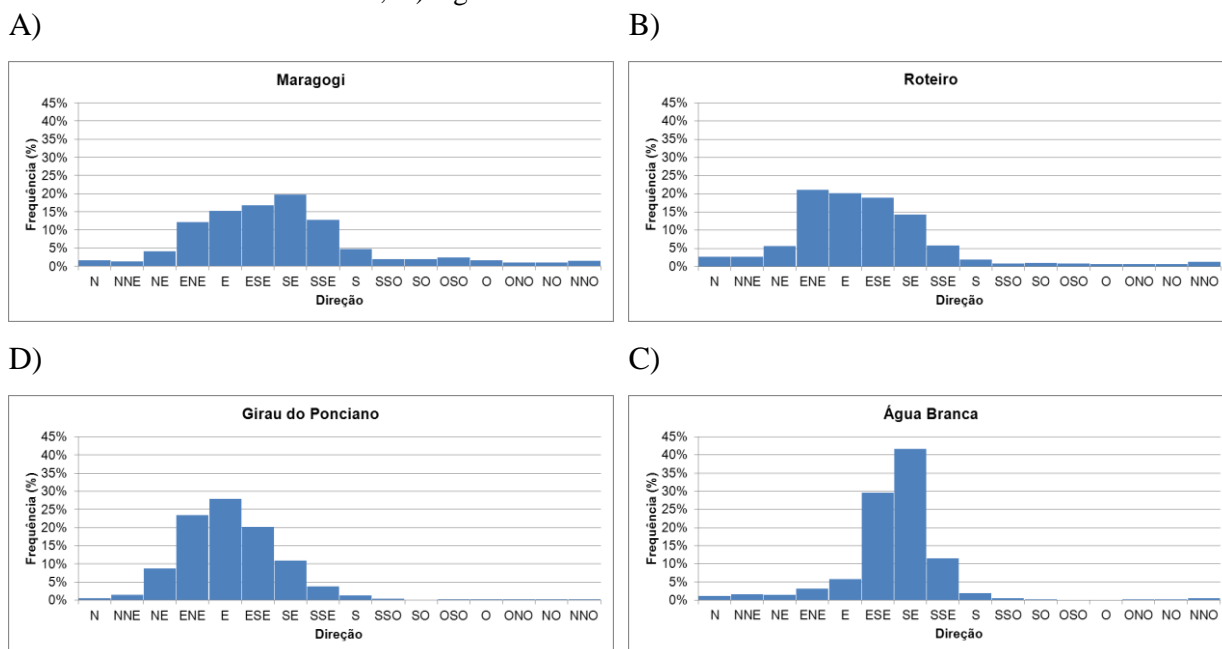 A)
B)
Maragogi
Frequência (%)
45%
40%
35%
30%
25%
20%
15%
10%
5%
0%
N NNE NE ENE E ESE SE SSE S SSO SO OSO O ONO NO NNO
Direção
Roteiro
Frequência (%)
45%
40%
35%
30%
25%
20%
15%
10%
5%
0%
N NNE NE ENE E ESE SE SSE S SSO SO OSO O ONO NO NNO
Direção
D)
C)
Girau do Ponciano
Frequência (%)
45%
40%
35%
30%
25%
20%
15%
10%
5%
0%
N NNE NE ENE E ESE SE SSE S SSO SO OSO O ONO NO NNO
Direção
Água Branca
Frequência (%)
45%
40%
35%
30%
25%
20%
15%
10%
5%
0%
N NNE NE ENE E ESE SE SSE S SSO SO OSO O ONO NO NNO
Direção